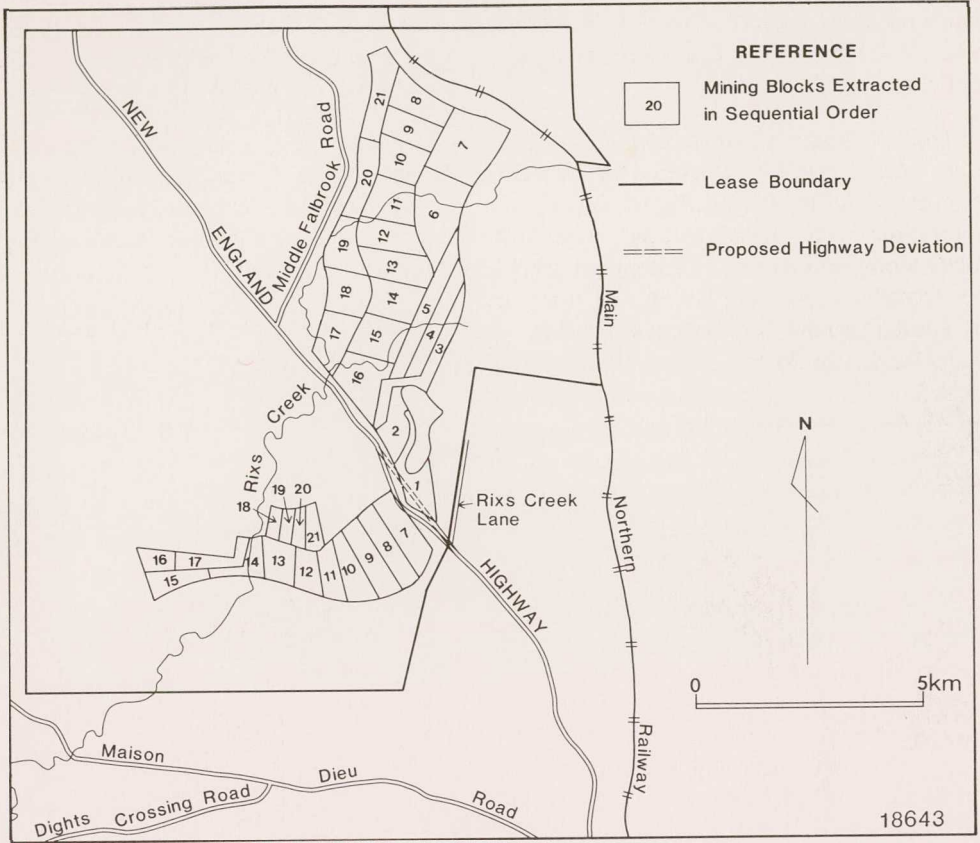 REFERENCE
20
Mining Blocks Extracted
in Sequential Order
Lease Boundary
Proposed Highway Deviation
NEW
ENGLAND
HIGHWAY
Middle Falbrook Road
21
8
9
7
10
20
11
6
12
19
13
18
14
5
17
15
4
3
16
2
1
Rixs
Creek
Rixs Creek
Lane
Main
Northern
Railway
N
0
5km
19 20
18
21
16
17
15
14
13
12
11
10
9
8
7
Maison
Dieu
Road
Dights Crossing Road
18643